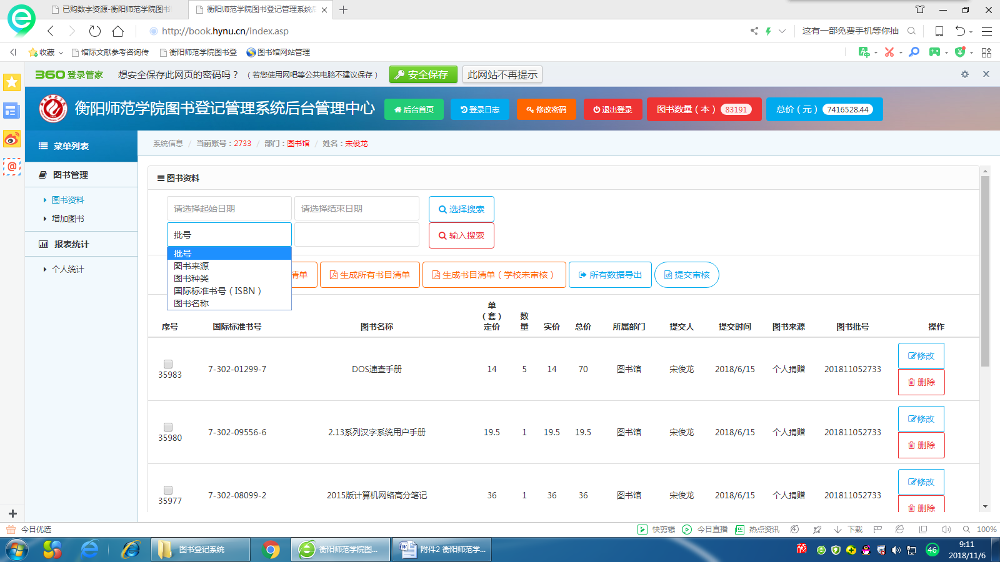 已购数字资源-衡阳师范学院图书
衡阳师范学院图书登记管理系统后
http://book.hynu.cn/index.asp
这有一部免费手机等你抽
收藏
馆际文献参考咨询传
衡阳师范学院图书登
图书馆网站管理
360 登录管家
想安全保存此网页的密码吗？
（若您使用网吧等公共电脑不建议保存）
安全保存
此网站不再提示
衡阳师范学院图书登记管理系统后台管理中心
后台首页
登录日志
修改密码
退出登录
图书数量（本） 83191
总价（元） 7416528.44
菜单列表
系统信息 / 当前账号：2733 / 部门：图书馆 / 姓名：宋俊龙
图书管理
图书资料
增加图书
报表统计
个人统计
图书资料
请选择起始日期
请选择结束日期
选择搜索
批号
输入搜索
批号
图书来源
图书种类
国际标准书号（ISBN）
图书名称
清单
生成所有书目清单
生成书目清单（学校未审核）
所有数据导出
提交审核
序号 国际标准书号 图书名称 单（套）定价 数量 实价 总价 所属部门 提交人 提交时间 图书来源 图书批号 操作
35983 7-302-01299-7 DOS速查手册 14 5 14 70 图书馆 宋俊龙 2018/6/15 个人捐赠 201811052733 修改
删除
35980 7-302-09556-6 2.13系列汉字系统用户手册 19.5 1 19.5 19.5 图书馆 宋俊龙 2018/6/15 个人捐赠 201811052733 修改
删除
35977 7-302-08099-2 2015版计算机网络高分笔记 36 1 36 36 图书馆 宋俊龙 2018/6/15 个人捐赠 201811052733 修改
删除
今日优选
快剪辑
今日直播
热点资讯
下载
100%
图书登记系统
衡阳师范学院图...
附件2 衡阳师范学...
46
9:11
2018/11/6